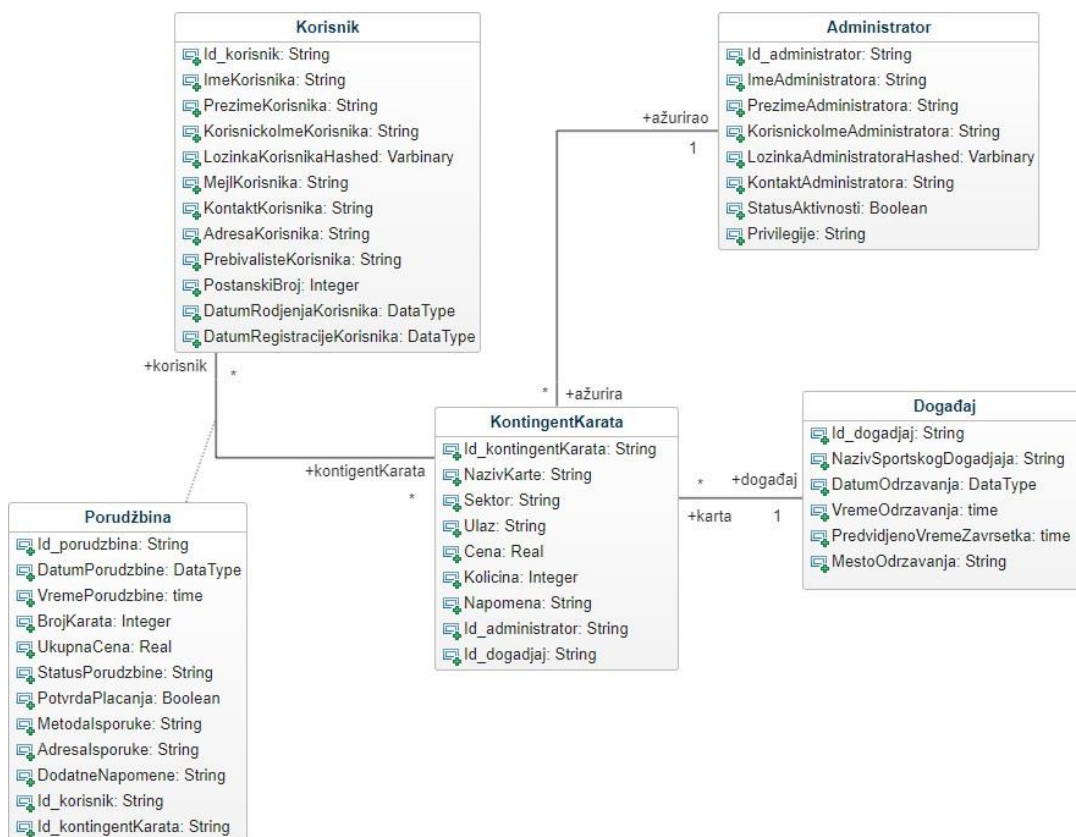 Korisnik
Id_korisnik: String
ImeKorisnika: String
PrezimeKorisnika: String
KorisnickoImeKorisnika: String
LozinkaKorisnikaHashed: Varbinary
MejlKorisnika: String
KontaktKorisnika: String
AdresaKorisnika: String
PrebivalisteKorisnika: String
PostanskiBroj: Integer
DatumRodjenjaKorisnika: DataType
DatumRegistracijeKorisnika: DataType
+korisnik
*
Administrator
Id_administrator: String
ImeAdministratora: String
PrezimeAdministratora: String
KorisnickoImeAdministratora: String
LozinkaAdministratoraHashed: Varbinary
KontaktAdministratora: String
StatusAktivnosti: Boolean
Privilegije: String
+ažurirao
1
* +ažurira
KontingentKarata
Id_kontingentKarata: String
NazivKarte: String
Sektor: String
Ulaz: String
Cena: Real
Kolicina: Integer
Napomena: String
Id_administrator: String
Id_dogadjaj: String
+kontigentKarata
*
* +događaj
+karta 1
Događaj
Id_dogadjaj: String
NazivSportskogDogadjaja: String
DatumOdrzavanja: DataType
VremeOdrzavanja: time
PredvidjenoVremeZavrsetka: time
MestoOdrzavanja: String
Porudžbina
Id_porudzbina: String
DatumPorudzbine: DataType
VremePorudzbine: time
BrojKarata: Integer
UkupnaCena: Real
StatusPorudzbine: String
PotvrdaPlacanja: Boolean
MetodaIsporuke: String
AdresaIsporuke: String
DodatneNapomene: String
Id_korisnik: String
Id_kontingentKarata: String